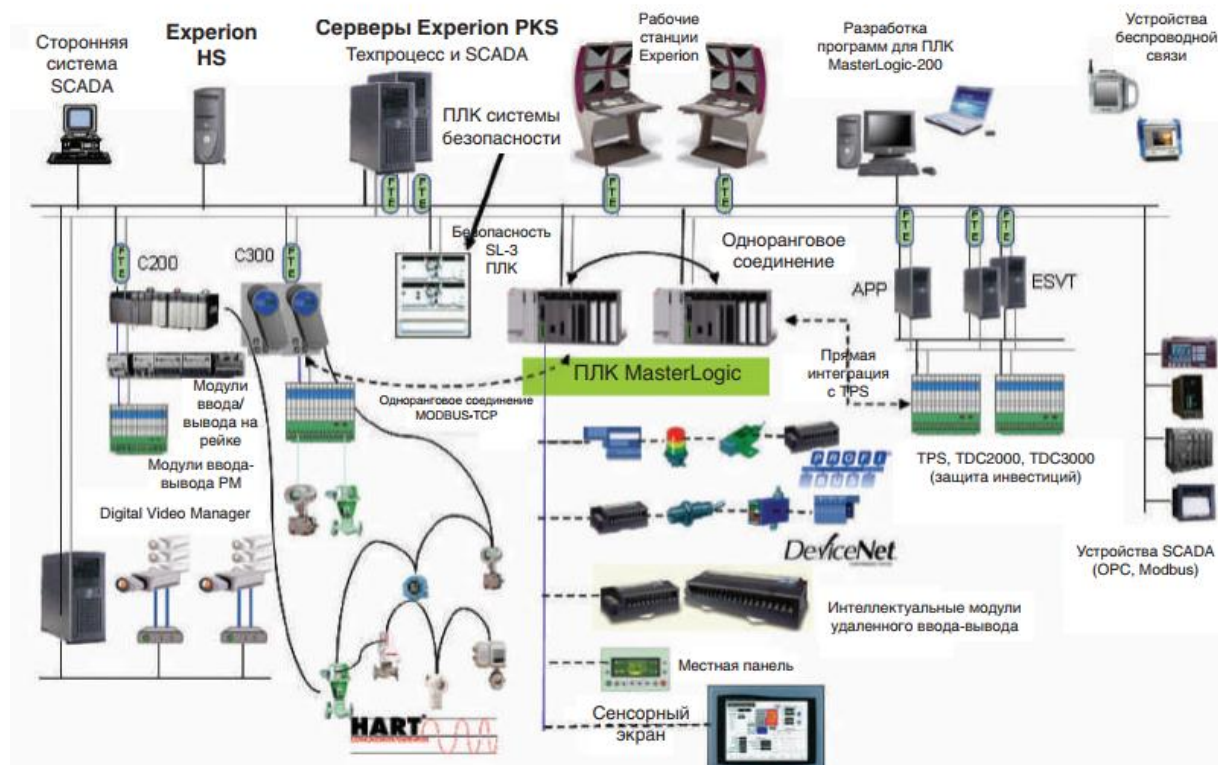 Сторонняя
система
SCADA
Experion
HS
Серверы Experion PKS
Техпроцесс и SCADA
ПЛК системы
безопасности
Рабочие
станции
Experion
Разработка
программ для ПЛК
MasterLogic-200
Устройства
беспроводной
связи
FTE
FTE
FTE
FTE
FTE
FTE
FTE
FTE
FTE
C200
C300
Безопасность
SL-3
ПЛК
Одноранговое
соединение
APP
ESVT
ПЛК MasterLogic
Прямая
интеграция
с TPS
Модули
ввода/
вывода на
рейке
Одноранговое соединение
MODBUS•TCP
Модули ввода-
вывода PM
Digital Video Manager
PROFI
BUS
TPS, TDC2000, TDC3000
(защита инвестиций)
DeviceNet
Устройства SCADA
(OPC, Modbus)
Интеллектуальные модули
удаленного ввода-вывода
Местная панель
Сенсорный
экран
HART